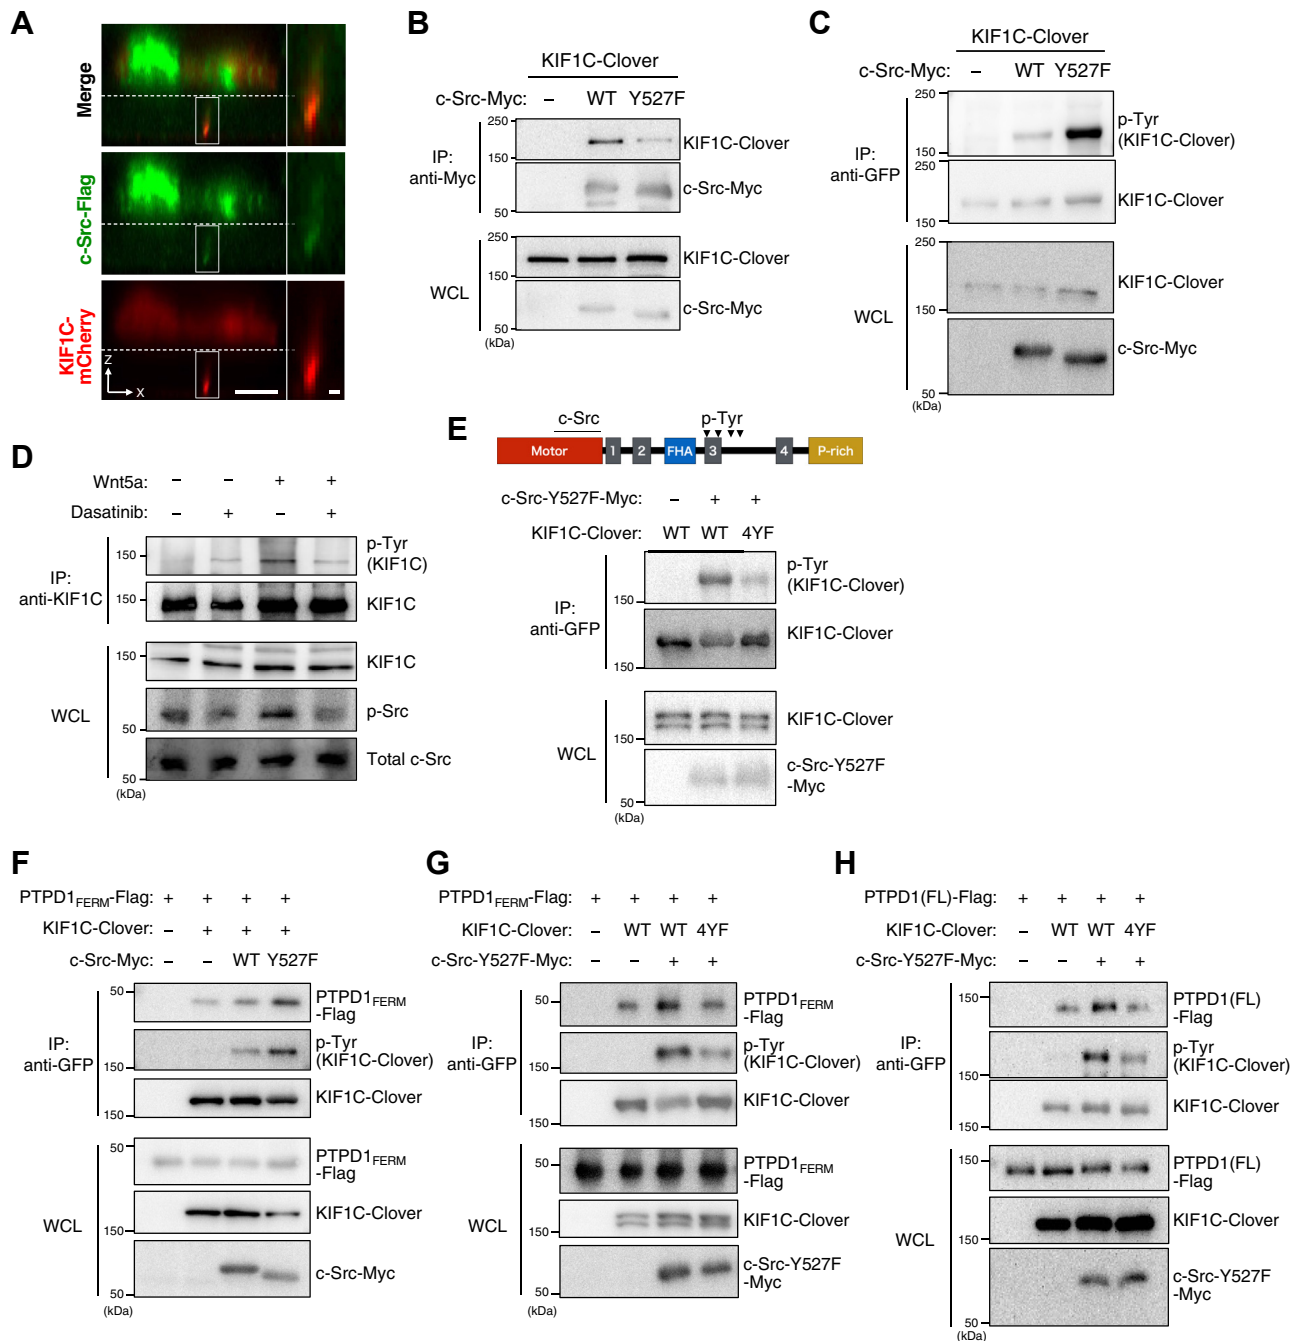 A
Merge
c-Src-Flag
KIF1C-
mCherry
Z
X
B
KIF1C-Clover
c-Src-Myc: – WT Y527F
250
150
IP:
anti-Myc
KIF1C-Clover
c-Src-Myc
50
250
150
WCL
KIF1C-Clover
c-Src-Myc
50
(kDa)
C
KIF1C-Clover
c-Src-Myc: – WT Y527F
250
150
IP:
anti-GFP
p-Tyr
(KIF1C-Clover)
250
150
KIF1C-Clover
250
150
WCL
KIF1C-Clover
c-Src-Myc
50
(kDa)
D
Wnt5a: – – + +
Dasatinib: – + – +
150
IP:
anti-KIF1C
p-Tyr
(KIF1C)
150
KIF1C
150
WCL
KIF1C
p-Src
50
Total c-Src
50
(kDa)
E
c-Src p-Tyr
Motor 1 2 FHA 3 4 P-rich
c-Src-Y527F-Myc: – + +
KIF1C-Clover: WT WT 4YF
IP:
anti-GFP
p-Tyr
(KIF1C-Clover)
150
KIF1C-Clover
150
WCL
KIF1C-Clover
150
c-Src-Y527F
-Myc
50
(kDa)
F
PTPD1FERM-Flag: + + + +
KIF1C-Clover: – + + +
c-Src-Myc: – – WT Y527F
50
IP:
anti-GFP
PTPD1FERM
-Flag
p-Tyr
(KIF1C-Clover)
150
KIF1C-Clover
150
50
WCL
PTPD1FERM
-Flag
KIF1C-Clover
150
c-Src-Myc
50
(kDa)
G
PTPD1FERM-Flag: + + + +
KIF1C-Clover: – WT WT 4YF
c-Src-Y527F-Myc: – – + +
50
IP:
anti-GFP
PTPD1FERM
-Flag
p-Tyr
(KIF1C-Clover)
150
KIF1C-Clover
150
50
WCL
PTPD1FERM
-Flag
KIF1C-Clover
150
c-Src-Y527F
-Myc
50
(kDa)
H
PTPD1(FL)-Flag: + + + +
KIF1C-Clover: – WT WT 4YF
c-Src-Y527F-Myc: – – + +
150
IP:
anti-GFP
PTPD1(FL)
-Flag
p-Tyr
(KIF1C-Clover)
150
KIF1C-Clover
150
150
WCL
PTPD1(FL)
-Flag
KIF1C-Clover
150
c-Src-Y527F
-Myc
50
(kDa)